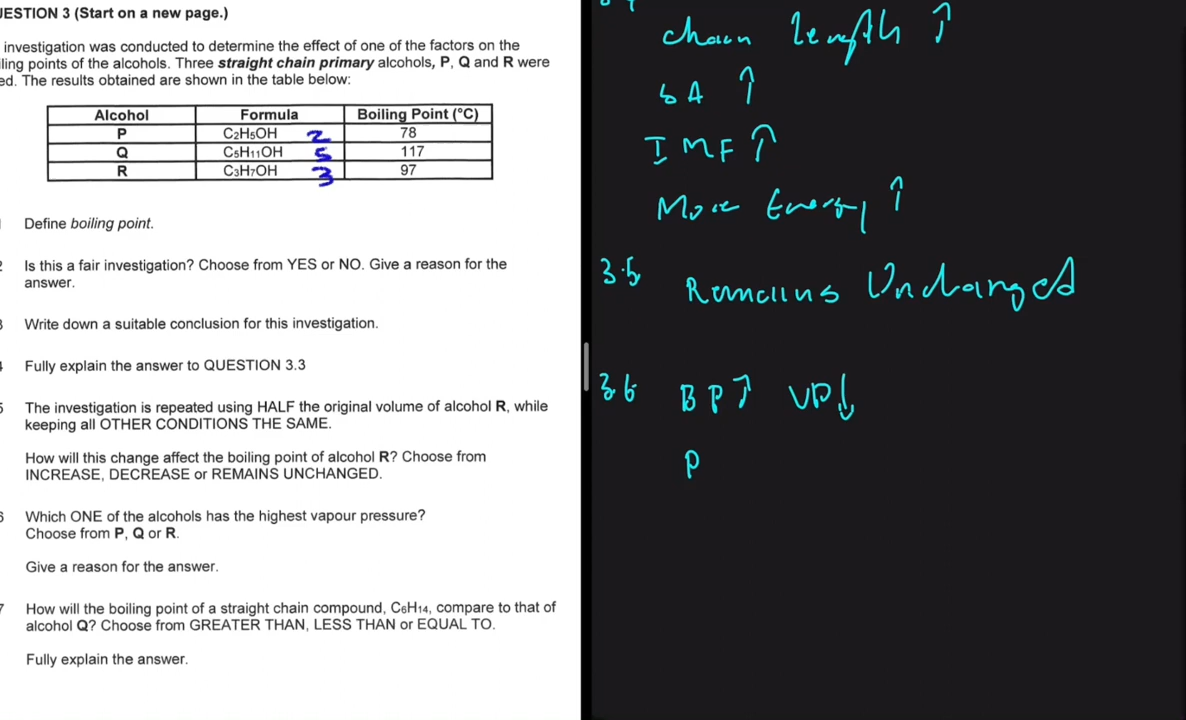 JESTION 3 (Start on a new page.)
investigation was conducted to determine the effect of one of the factors on the
ling points of the alcohols. Three straight chain primary alcohols, P, Q and R were
ed. The results obtained are shown in the table below:
Alcohol Formula Boiling Point (°C)
P C₂H₅OH 2 78
Q C₅H₁₁OH 5 117
R C₃H₇OH 3 97
Define boiling point.
Is this a fair investigation? Choose from YES or NO. Give a reason for the
answer.
Write down a suitable conclusion for this investigation.
Fully explain the answer to QUESTION 3.3
The investigation is repeated using HALF the original volume of alcohol R, while
keeping all OTHER CONDITIONS THE SAME.
How will this change affect the boiling point of alcohol R? Choose from
INCREASE, DECREASE or REMAINS UNCHANGED.
Which ONE of the alcohols has the highest vapour pressure?
Choose from P, Q or R.
Give a reason for the answer.
How will the boiling point of a straight chain compound, C₆H₁₄, compare to that of
alcohol Q? Choose from GREATER THAN, LESS THAN or EQUAL TO.
Fully explain the answer.
Chain length ↑
SA ↑
IMF ↑
More Energy ↑
3.5 Remains Unchanged
3.6 BP↑ VP↓
P